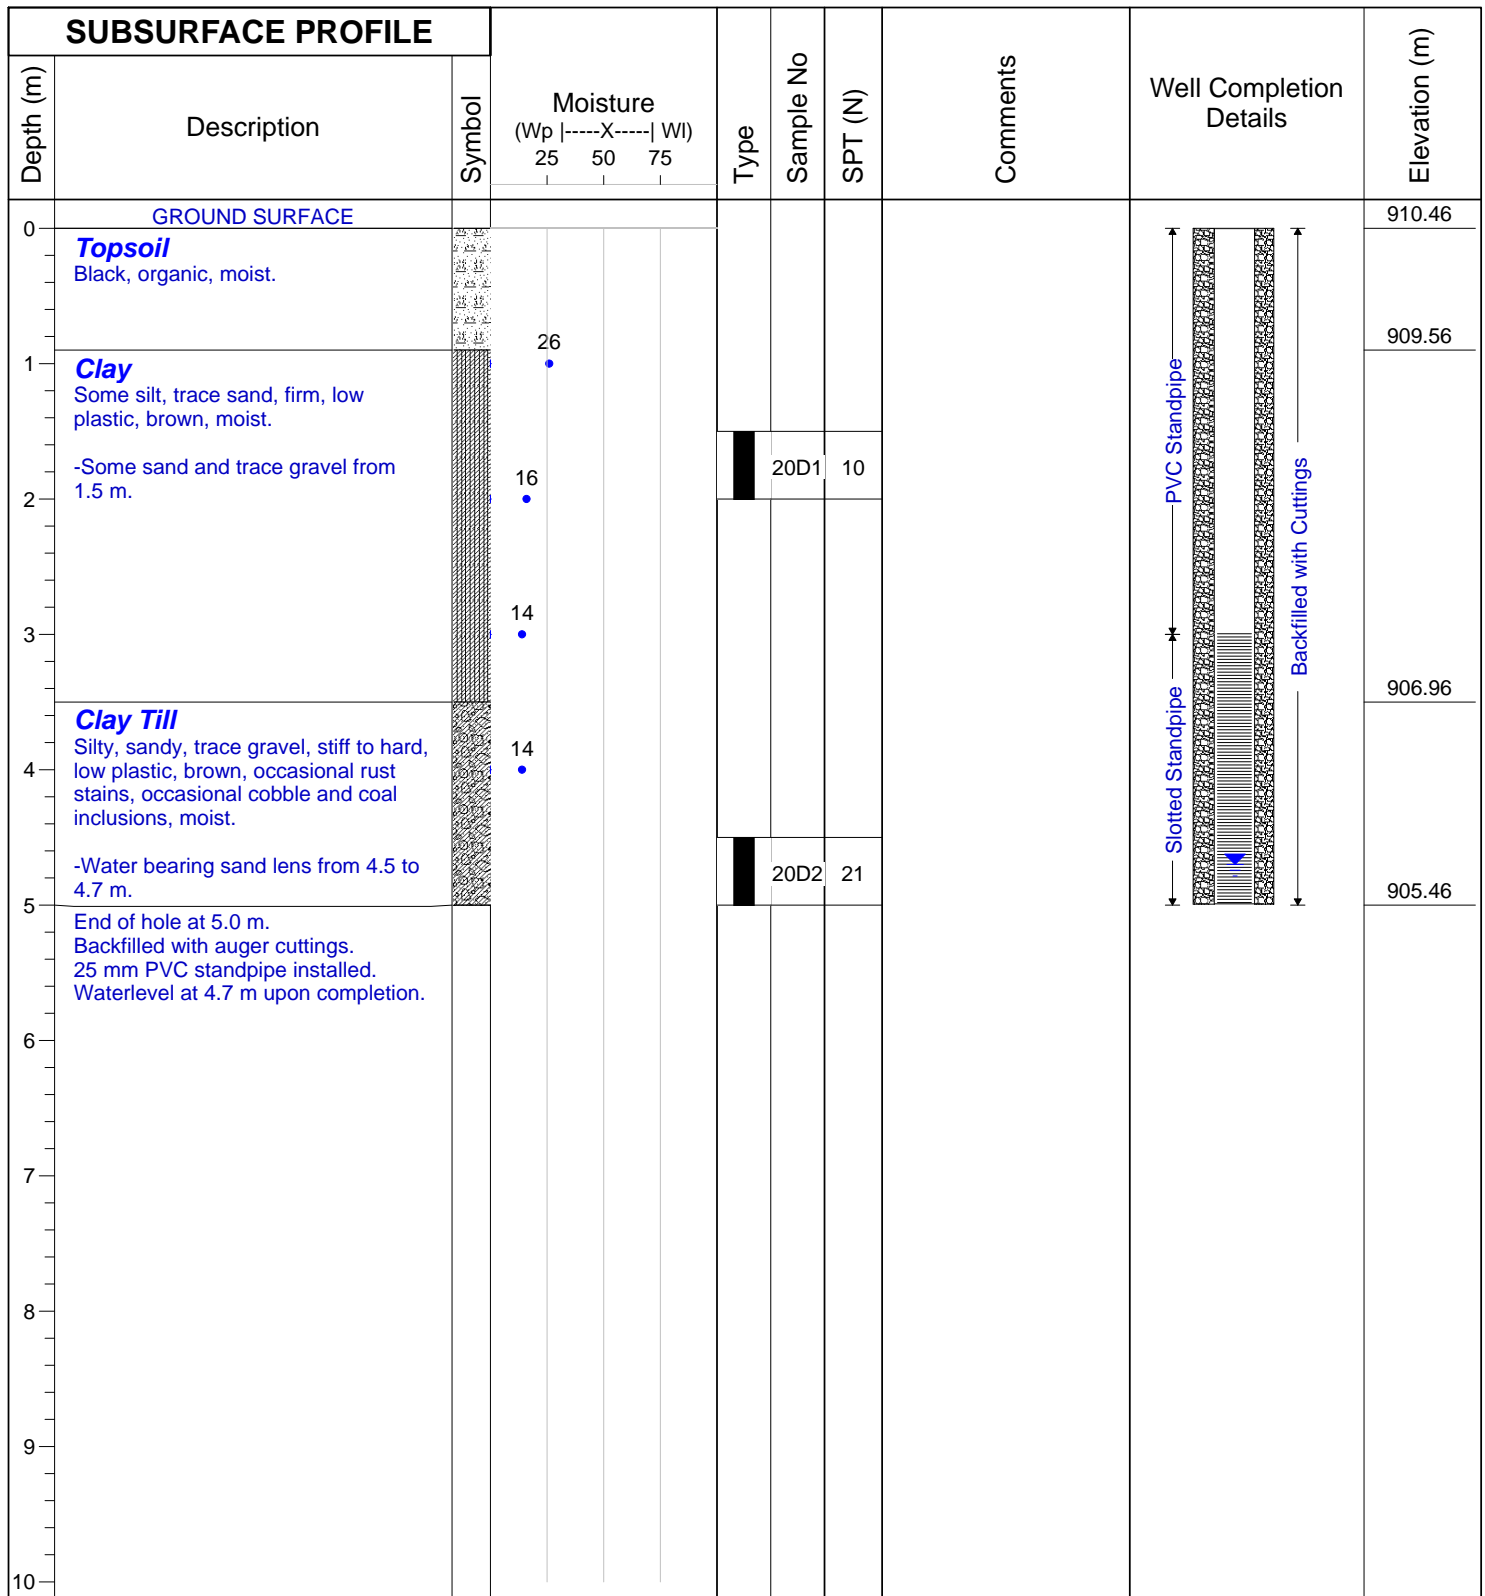 SUBSURFACE PROFILE
Depth (m)
Description
Symbol
Moisture
(Wp |-----X-----| Wl)
25 50 75
Type
Sample No
SPT (N)
Comments
Well Completion
Details
Elevation (m)
GROUND SURFACE
910.46
0
Topsoil
Black, organic, moist.
909.56
26
1
Clay
Some silt, trace sand, firm, low
plastic, brown, moist.
-Some sand and trace gravel from
1.5 m.
20D1 10
16
2
PVC Standpipe
Backfilled with Cuttings
14
3
906.96
Clay Till
Silty, sandy, trace gravel, stiff to hard,
low plastic, brown, occasional rust
stains, occasional cobble and coal
inclusions, moist.
14
4
Slotted Standpipe
-Water bearing sand lens from 4.5 to
4.7 m.
20D2 21
905.46
5
End of hole at 5.0 m.
Backfilled with auger cuttings.
25 mm PVC standpipe installed.
Waterlevel at 4.7 m upon completion.
6
7
8
9
10